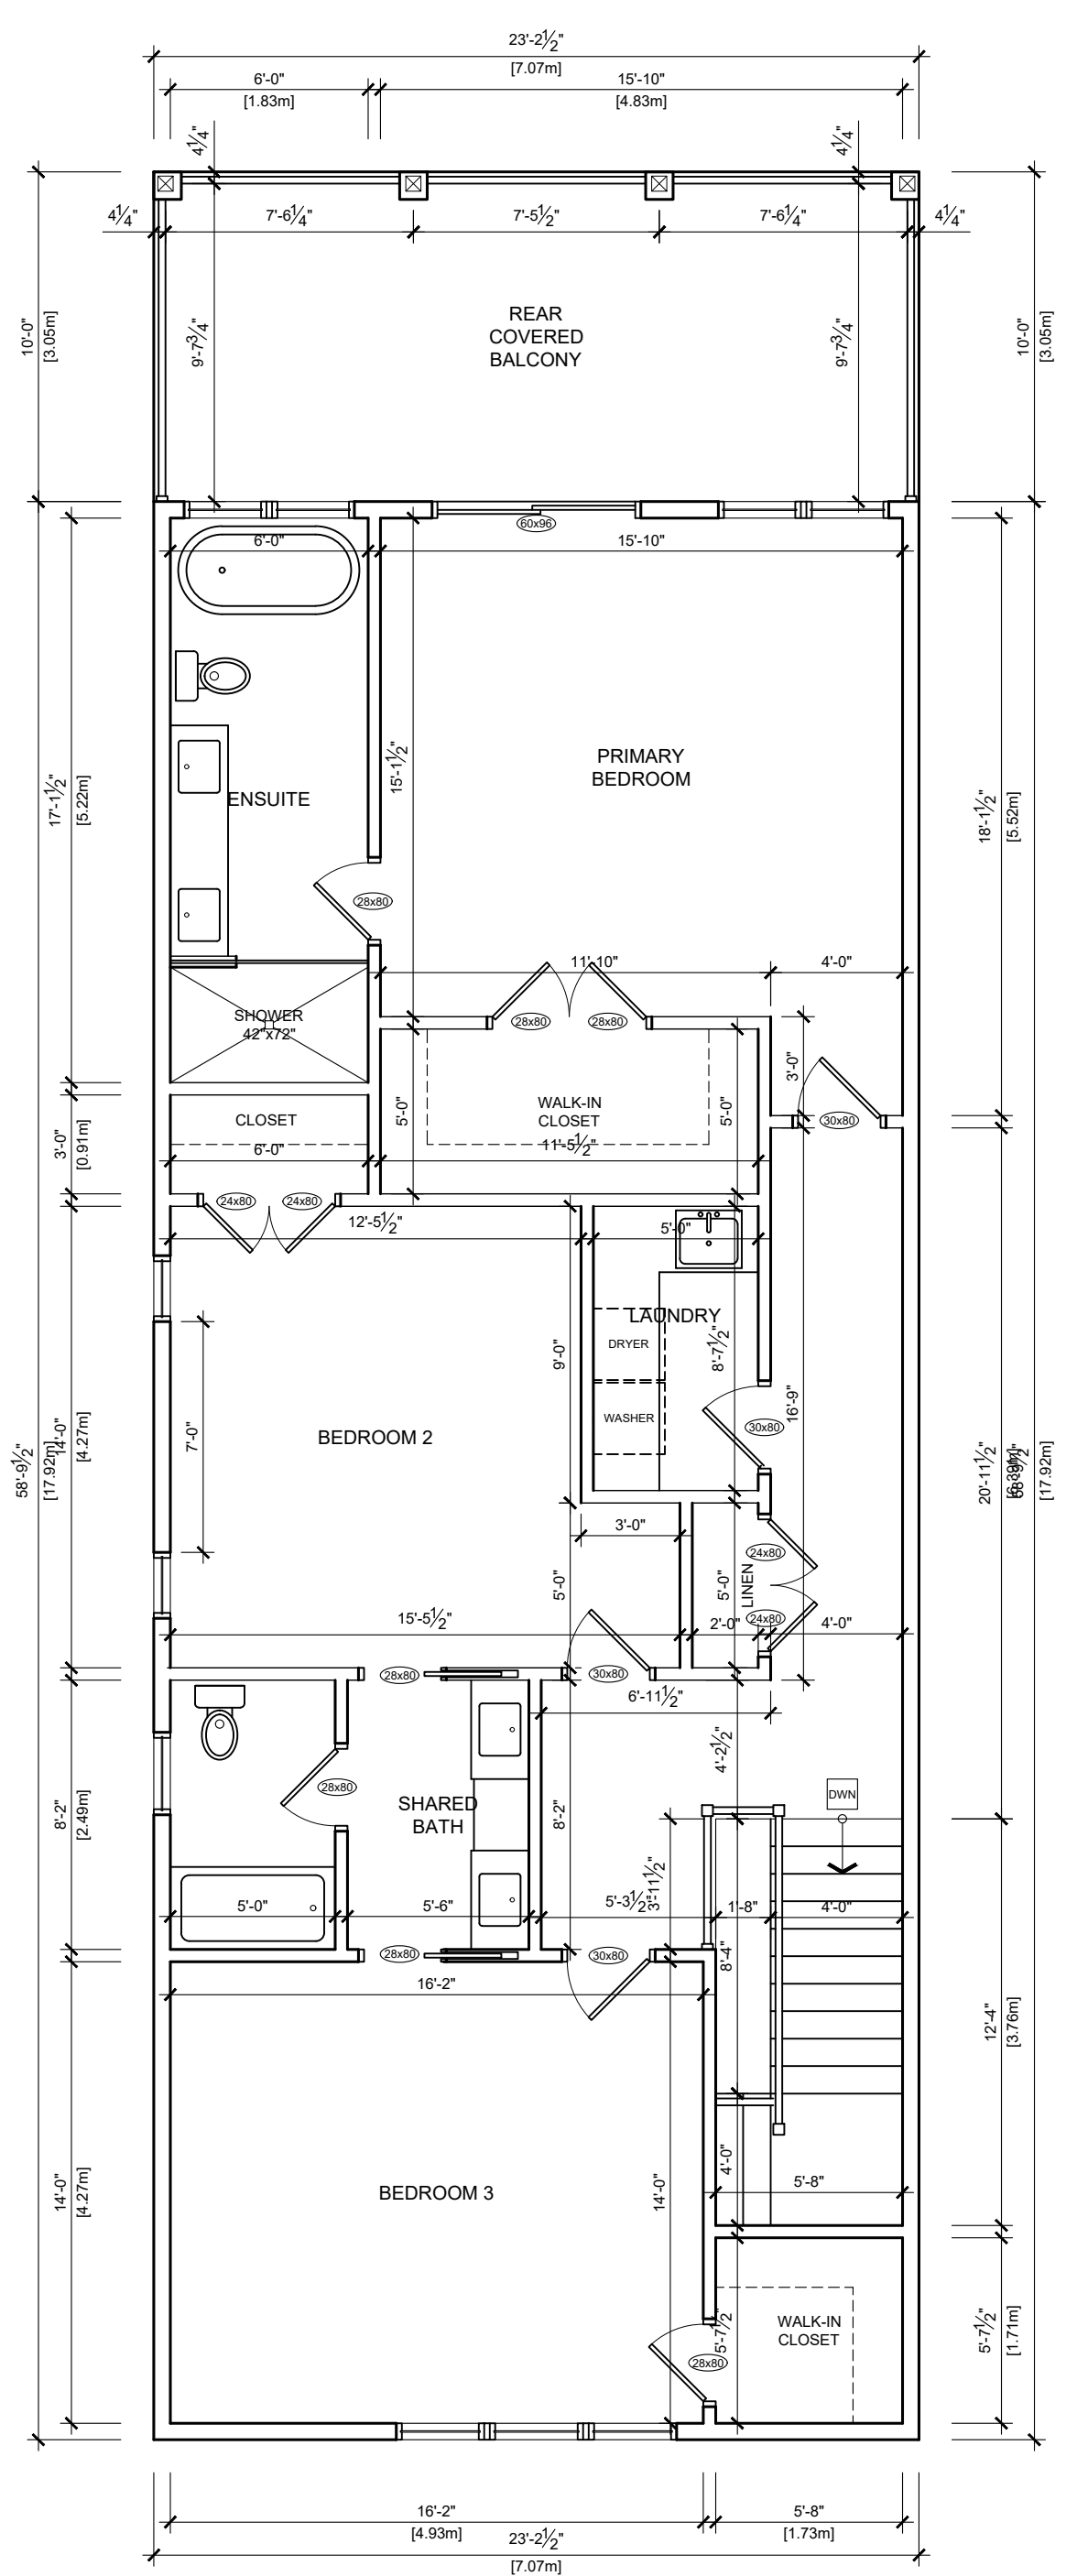 23'-2½"
[7.07m]
6'-0"
[1.83m]
15'-10"
[4.83m]
4¼"
4¼"
4¼"
7'-6¼"
7'-5½"
7'-6¼"
4¼"
10'-0"
[3.05m]
9'-7¾"
REAR
COVERED
BALCONY
9'-7¾"
10'-0"
[3.05m]
60x96
6'-0"
15'-10"
17'-1½"
[5.22m]
15'-1½"
PRIMARY
BEDROOM
ENSUITE
18'-1½"
[5.52m]
28x80
11'-10"
4'-0"
SHOWER
42"x72"
28x80
28x80
3'-0"
3'-0"
[0.91m]
CLOSET
6'-0"
5'-0"
WALK-IN
CLOSET
11'-5½"
5'-0"
30x80
24x80
24x80
12'-5½"
5'-0"
LAUNDRY
DRYER
WASHER
8'-7½"
9'-0"
16'-9"
30x80
7'-0"
BEDROOM 2
58'-9½"
[17.92m]
14'-0"
[4.27m]
20'-11½"
58'-9½"
[17.92m]
3'-0"
24x80
LINEN
24x80
5'-0"
5'-0"
15'-5½"
2'-0"
4'-0"
28x80
30x80
6'-11½"
4'-2½"
28x80
SHARED
BATH
DWN
8'-2"
[2.49m]
8'-2"
3'-11½"
5'-0"
5'-6"
5'-3½"
1'-8"
4'-0"
28x80
30x80
8'-4"
16'-2"
12'-4"
[3.76m]
BEDROOM 3
14'-0"
[4.27m]
14'-0"
4'-0"
5'-8"
WALK-IN
CLOSET
5'-7½"
28x80
5'-7½"
[1.71m]
16'-2"
[4.93m]
5'-8"
[1.73m]
23'-2½"
[7.07m]